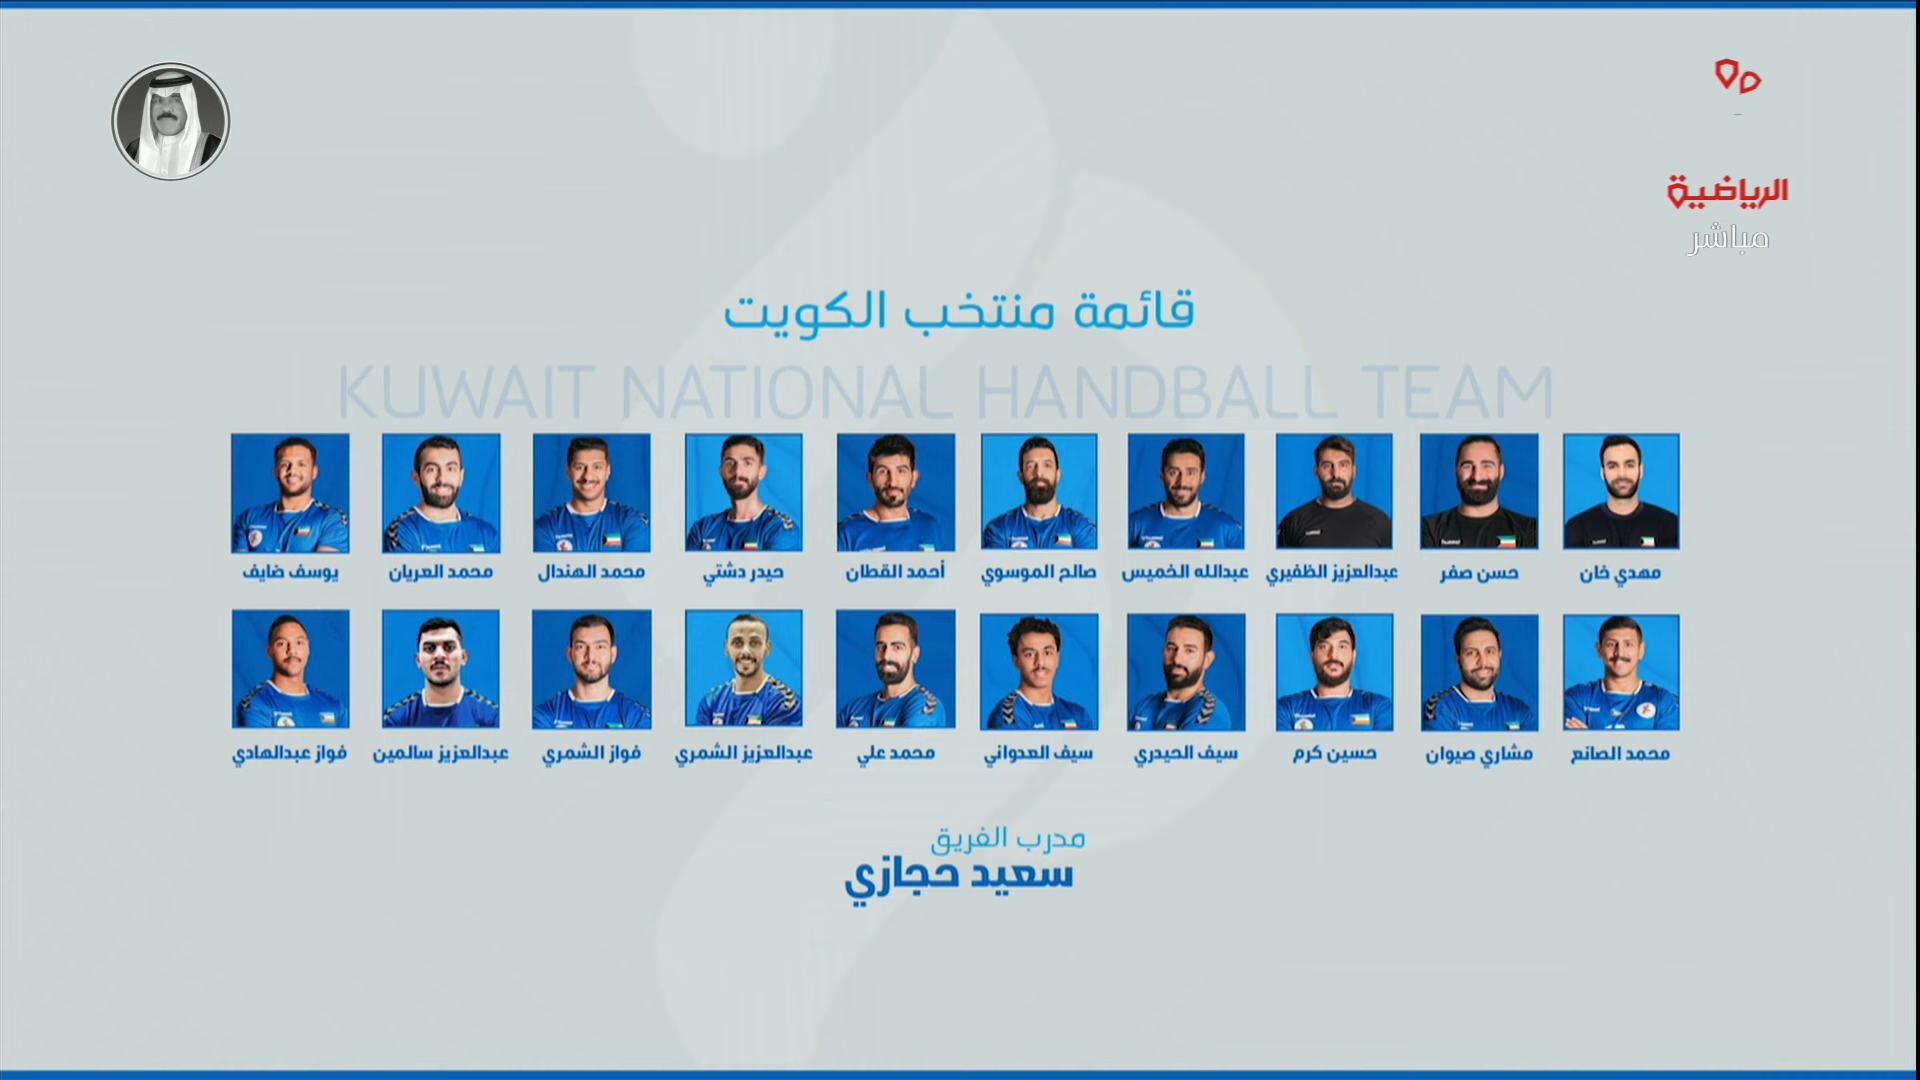 الرياضية
مباشر
قائمة منتخب الكويت
KUWAIT NATIONAL HANDBALL TEAM
مهدي خان حسن صفر عبدالعزيز الظفيري عبدالله الخميس صالح الموسوي أحمد القطان حيدر دشتي محمد الهندال محمد العريان يوسف ضايف
محمد الصانع مشاري صيوان حسين كرم سيف الحيدري سيف العدواني محمد علي عبدالعزيز الشمري فواز الشمري عبدالعزيز سالمين فواز عبدالهادي
مدرب الفريق
سعيد حجازي